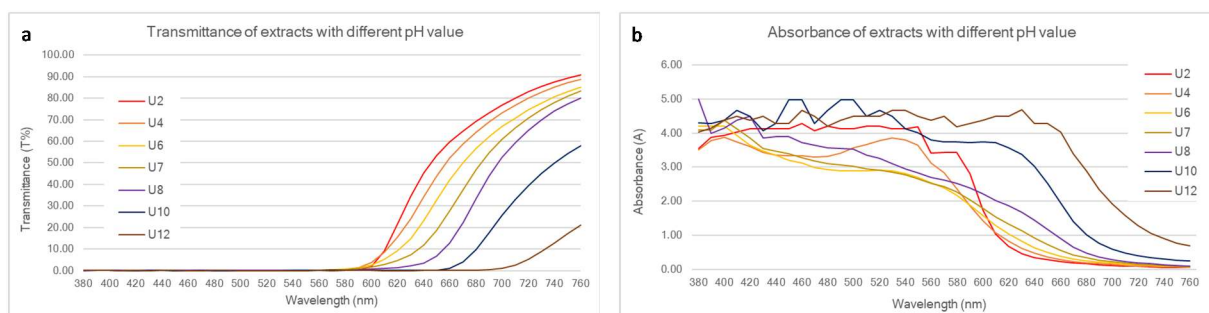 a
Transmittance of extracts with different pH value
100.00
90.00
80.00
70.00
60.00
50.00
40.00
30.00
20.00
10.00
0.00
Transmittance (T%)
U2
U4
U6
U7
U8
U10
U12
380 400 420 440 460 480 500 520 540 560 580 600 620 640 660 680 700 720 740 760
Wavelength (nm)
b
Absorbance of extracts with different pH value
6.00
5.00
4.00
3.00
2.00
1.00
0.00
Absorbance (A)
U2
U4
U6
U7
U8
U10
U12
380 400 420 440 460 480 500 520 540 560 580 600 620 640 660 680 700 720 740 760
Wavelength (nm)